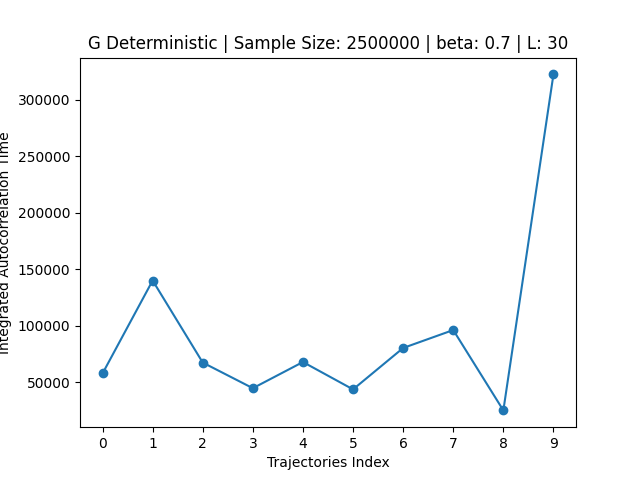 G Deterministic | Sample Size: 2500000 | beta: 0.7 | L: 30
Integrated Autocorrelation Time
300000
250000
200000
150000
100000
50000
0 1 2 3 4 5 6 7 8 9
Trajectories Index